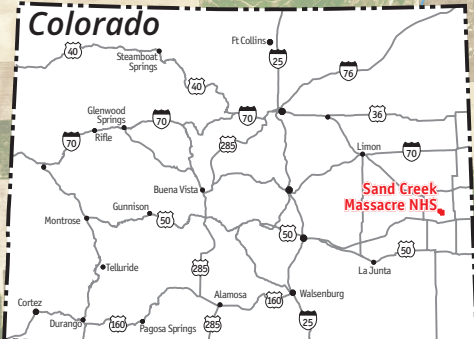 Colorado
Ft Collins
40
Steamboat
Springs
25
76
40
Glenwood
Springs
70
70
36
285
70
Rifle
Limon
70
Buena Vista
Sand Creek
Massacre NHS
Gunnison
50
Montrose
50
50
Telluride
285
La Junta
Cortez
Alamosa
160
Walsenburg
Durango
160
Pagosa Springs
285
25